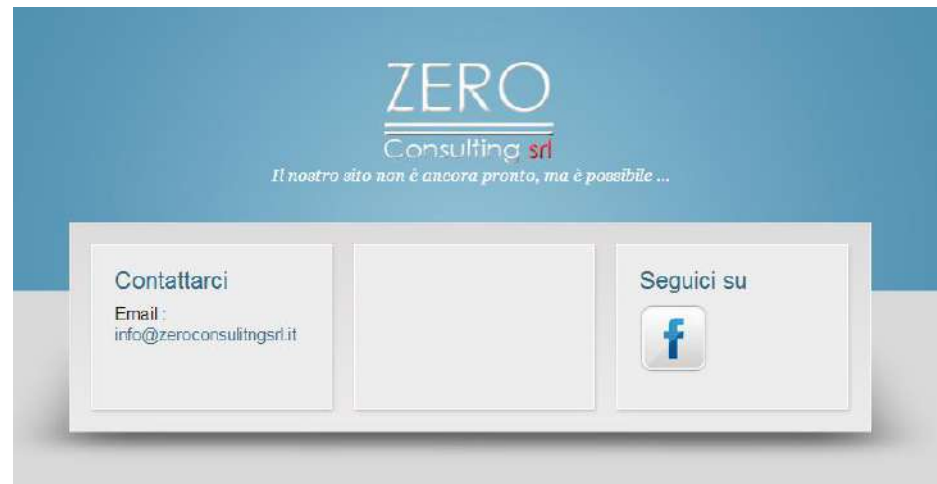 ZERO
Consulting srl
Il nostro sito non è ancora pronto, ma è possibile ...
Contattarci
Email :
info@zeroconsulitngsrl.it
Seguici su
f